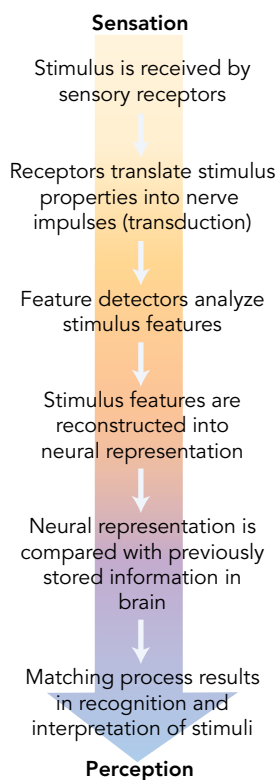 Sensation
Stimulus is received by
sensory receptors
Receptors translate stimulus
properties into nerve
impulses (transduction)
Feature detectors analyze
stimulus features
Stimulus features are
reconstructed into
neural representation
Neural representation is
compared with previously
stored information in
brain
Matching process results
in recognition and
interpretation of stimuli
Perception